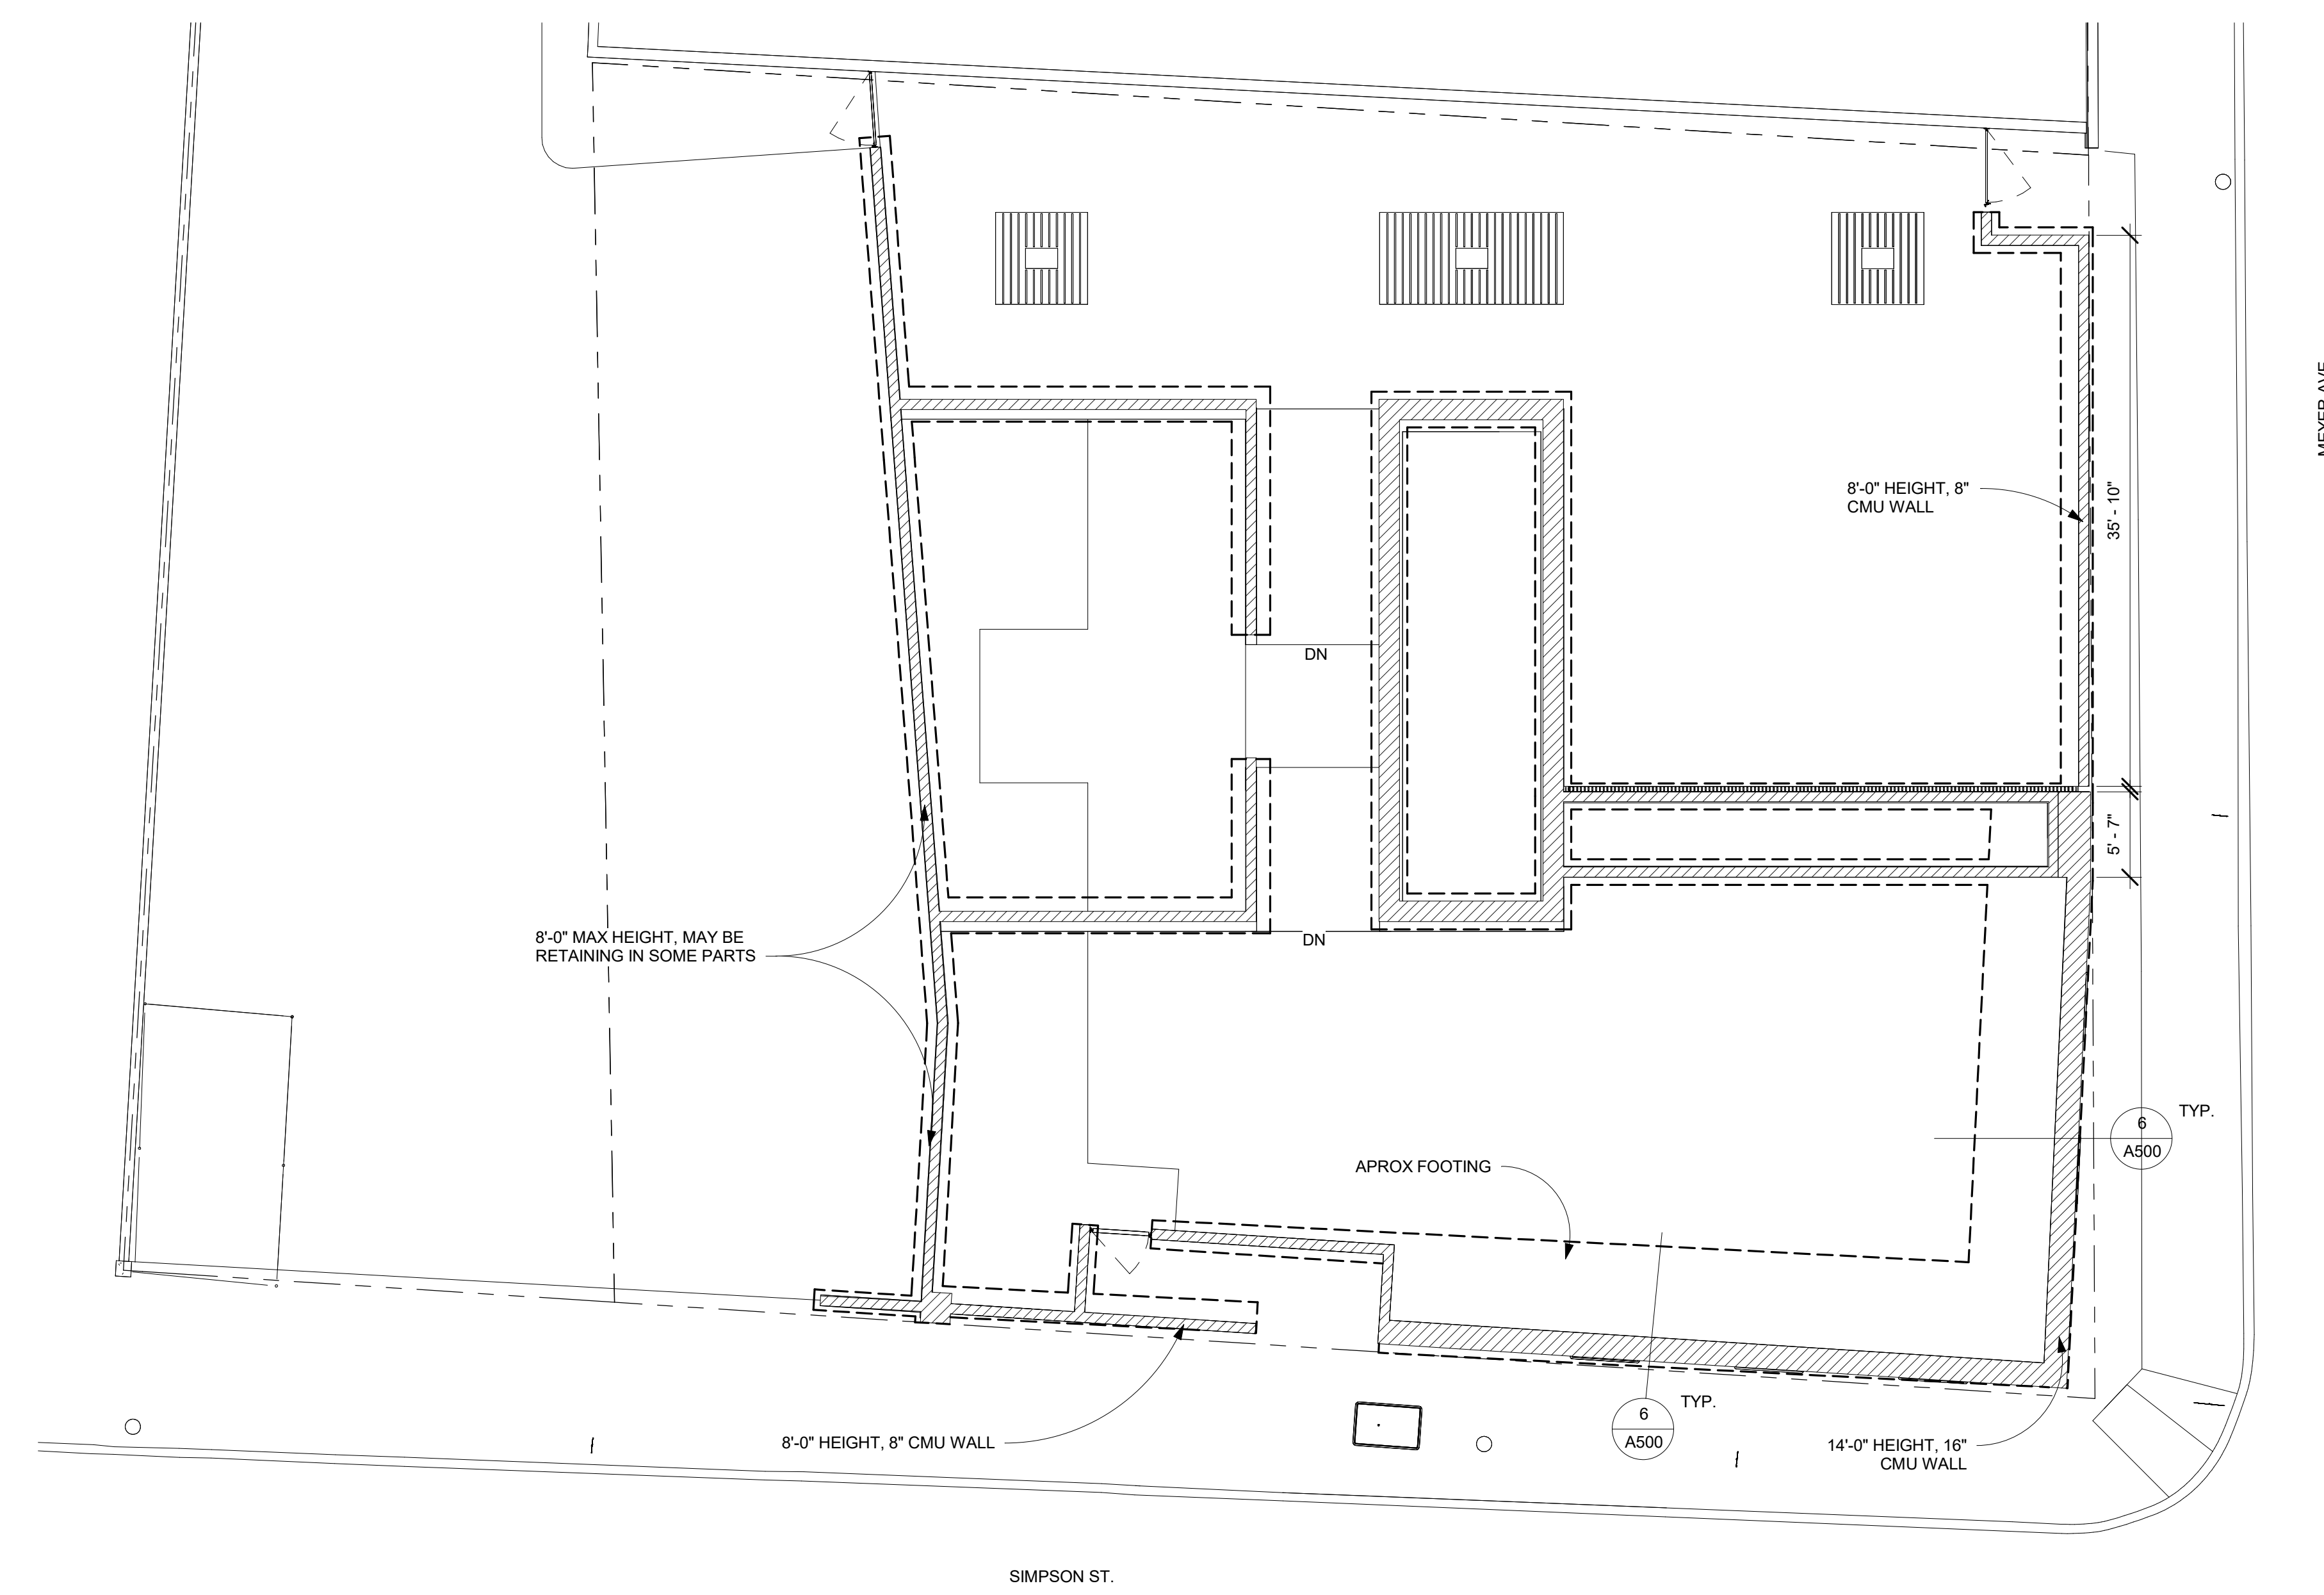 MEYER AVE
8'-0" HEIGHT, 8"
CMU WALL
35' - 10"
DN
5' - 7"
8'-0" MAX HEIGHT, MAY BE
RETAINING IN SOME PARTS
DN
TYP.
6
A500
APROX FOOTING
TYP.
6
A500
8'-0" HEIGHT, 8" CMU WALL
14'-0" HEIGHT, 16"
CMU WALL
SIMPSON ST.